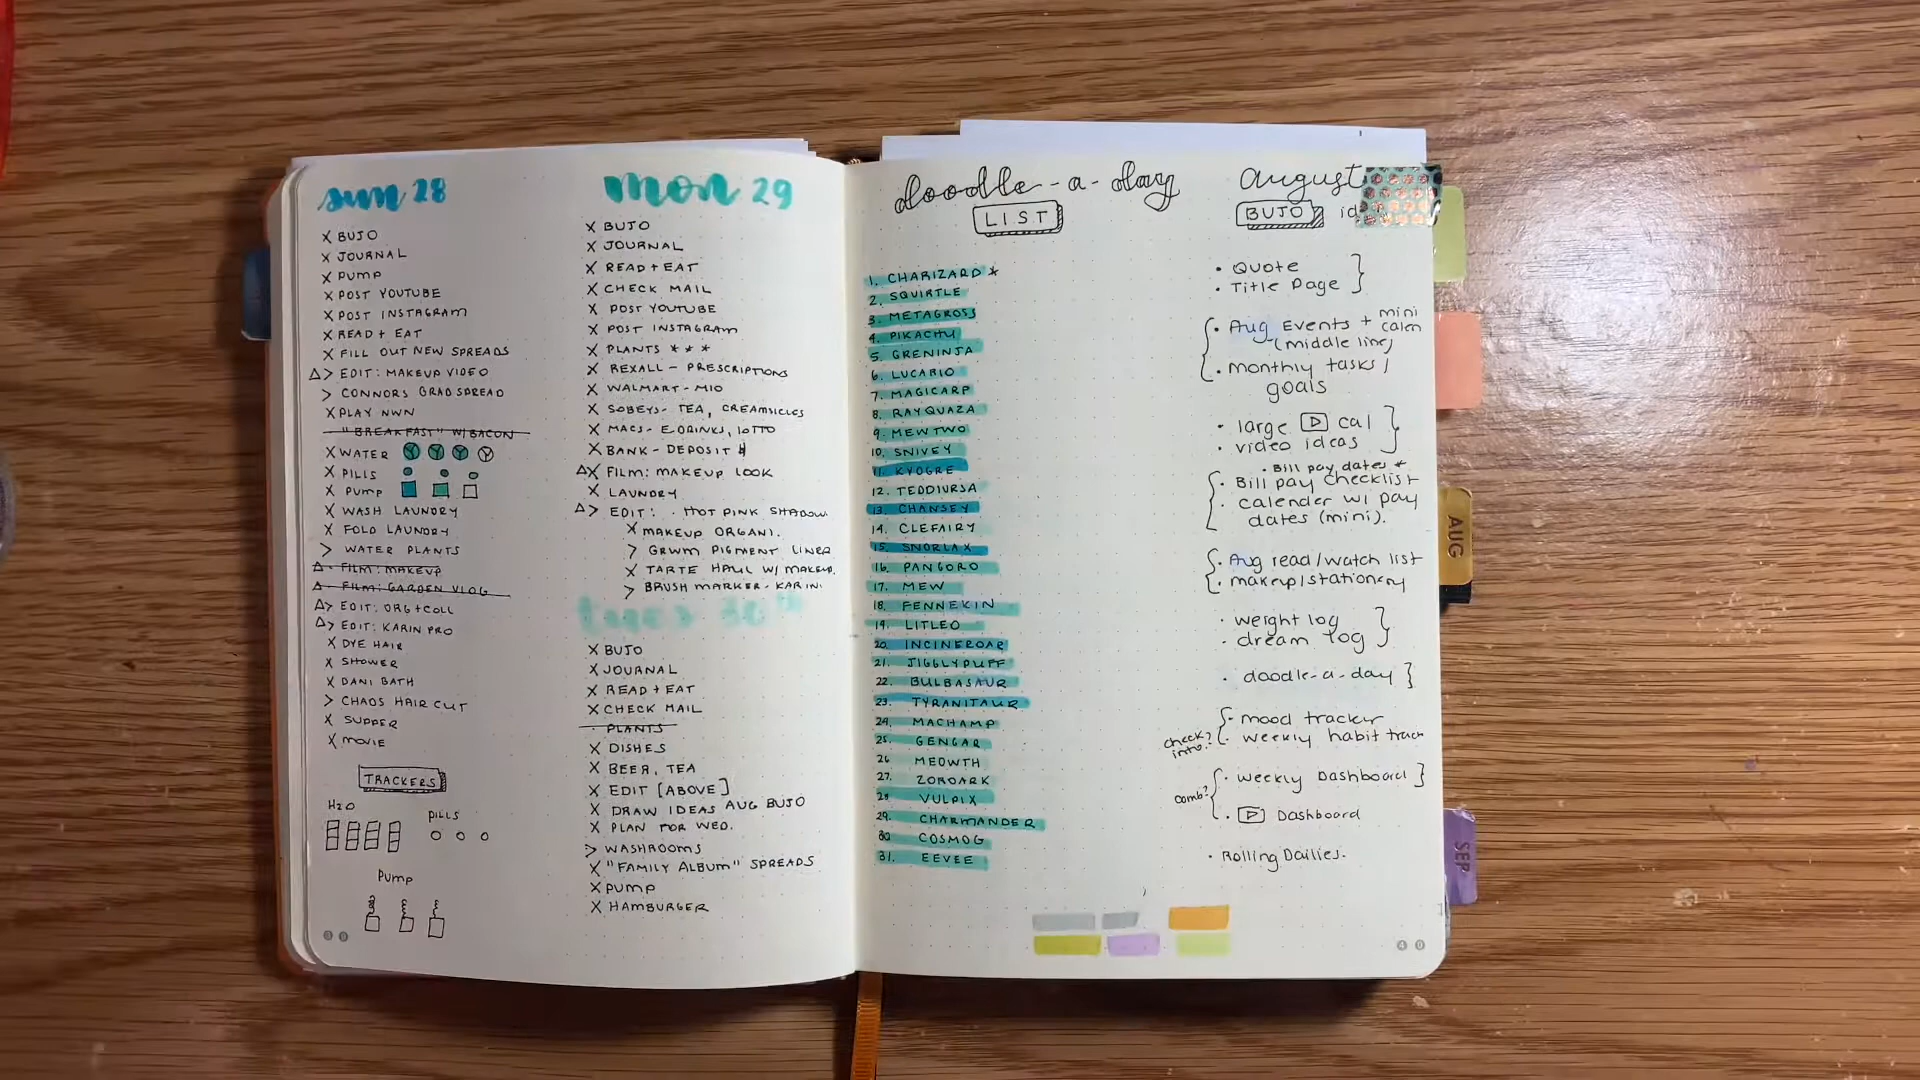 sun 28
X BUJO
X JOURNAL
X PUMP
X POST YOUTUBE
X POST INSTAGRAM
X READ + EAT
X FILL OUT NEW SPREADS
△> EDIT: MAKEUP VIDEO
> CONNORS GRAD SPREAD
X PLAY NWN
"BREAKFAST" W/ BACON
X WATER
X PILLS
X PUMP
X WASH LAUNDRY
X FOLD LAUNDRY
> WATER PLANTS
△- FILM: MAKEUP
△- FILM: GARDEN VLOG
△> EDIT: ORG + COLL
△> EDIT: KARIN PRO
X DYE HAIR
X SHOWER
X DANI BATH
> CHAOS HAIR CUT
X SUPPER
X MOVIE
TRACKERS
H2O
PILLS
PUMP
39
mon 29
X BUJO
X JOURNAL
X READ + EAT
X CHECK MAIL
X POST YOUTUBE
X POST INSTAGRAM
X PLANTS * * *
X REXALL - PRESCRIPTIONS
X WALMART - MIO
X SOBEYS - TEA, CREAMSICLES
X MACS - E.DRINKS, LOTTO
X BANK - DEPOSIT $
△X FILM: MAKEUP LOOK
X LAUNDRY
△> EDIT: · HOT PINK SHADOW.
X MAKEUP ORGANI.
> GRWM PIGMENT LINER
X TARTE HAUL W/ MAKEUP.
> BRUSH MARKER - KARIN.
tues 30th
X BUJO
X JOURNAL
X READ + EAT
X CHECK MAIL
· PLANTS
X DISHES
X BEER, TEA
X EDIT [ABOVE]
X DRAW IDEAS AUG BUJO
X PLAN FOR WED.
> WASHROOMS
X "FAMILY ALBUM" SPREADS
X PUMP
X HAMBURGER
doodle-a-day
LIST
1. CHARIZARD *
2. SQUIRTLE
3. METAGROSS
4. PIKACHU
5. GRENINJA
6. LUCARIO
7. MAGICARP
8. RAYQUAZA
9. MEWTWO
10. SNIVEY
11. KYOGRE
12. TEDDIURSA
13. CHANSEY
14. CLEFAIRY
15. SNORLAX
16. PANGORO
17. MEW
18. FENNEKIN
19. LITLEO
20. INCINEROAR
21. JIGGLYPUFF
22. BULBASAUR
23. TYRANITAUR
24. MACHAMP
25. GENGAR
26 MEOWTH
27. ZOROARK
28 VULPIX
29. CHARMANDER
30 COSMOG
31. EEVEE
august
BUJO id
· Quote
· Title Page
· Aug Events + mini calen
(middle line)
· monthly tasks /
goals
· large cal
· video ideas
· Bill pay dates *
· Bill pay checklist
· calender w/ pay
dates (mini).
· Aug read/watch list
· makeup/stationery
· weight log
· dream log
· doodle-a-day
· mood tracker
check? intro?
· weekly habit track
· weekly Dashboard
comb?
· Dashboard
· Rolling Dailies.
40
AUG
SEP